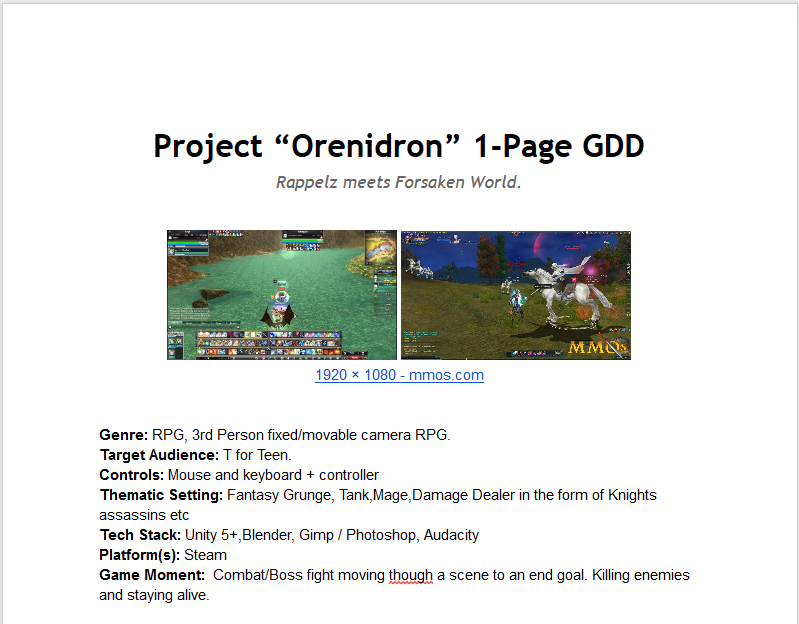 Project “Orenidron” 1-Page GDD
Rappelz meets Forsaken World.
MMOs
1920 × 1080 - mmos.com
Genre: RPG, 3rd Person fixed/movable camera RPG.
Target Audience: T for Teen.
Controls: Mouse and keyboard + controller
Thematic Setting: Fantasy Grunge, Tank,Mage,Damage Dealer in the form of Knights
assassins etc
Tech Stack: Unity 5+,Blender, Gimp / Photoshop, Audacity
Platform(s): Steam
Game Moment:  Combat/Boss fight moving though a scene to an end goal. Killing enemies
and staying alive.